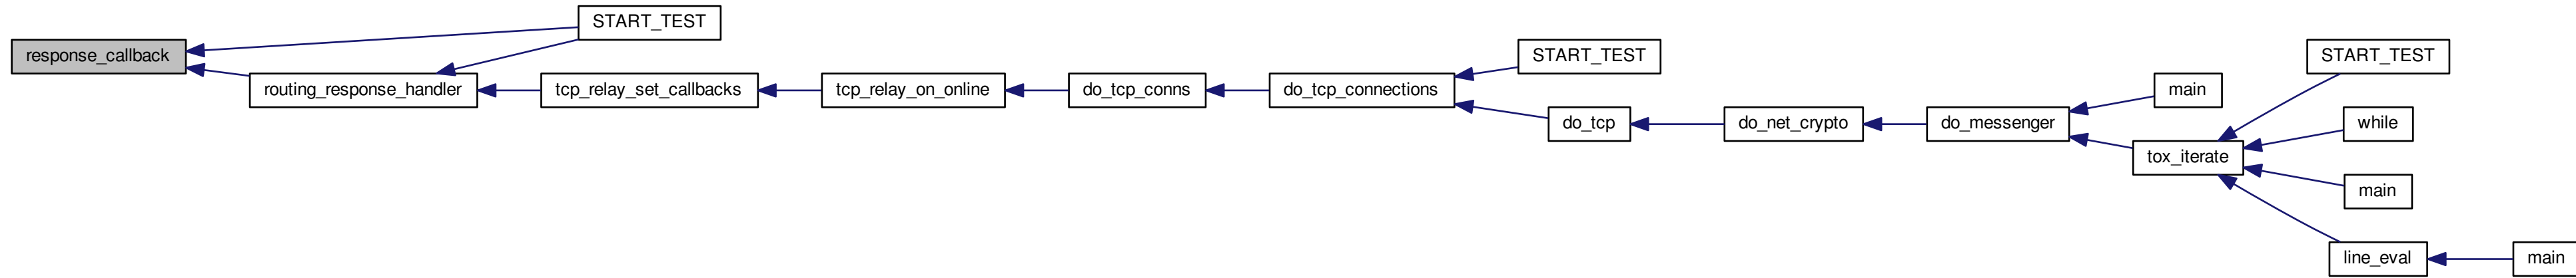 START_TEST
response_callback
START_TEST
START_TEST
routing_response_handler
tcp_relay_set_callbacks
tcp_relay_on_online
do_tcp_conns
do_tcp_connections
main
do_tcp
do_net_crypto
do_messenger
while
tox_iterate
main
line_eval
main